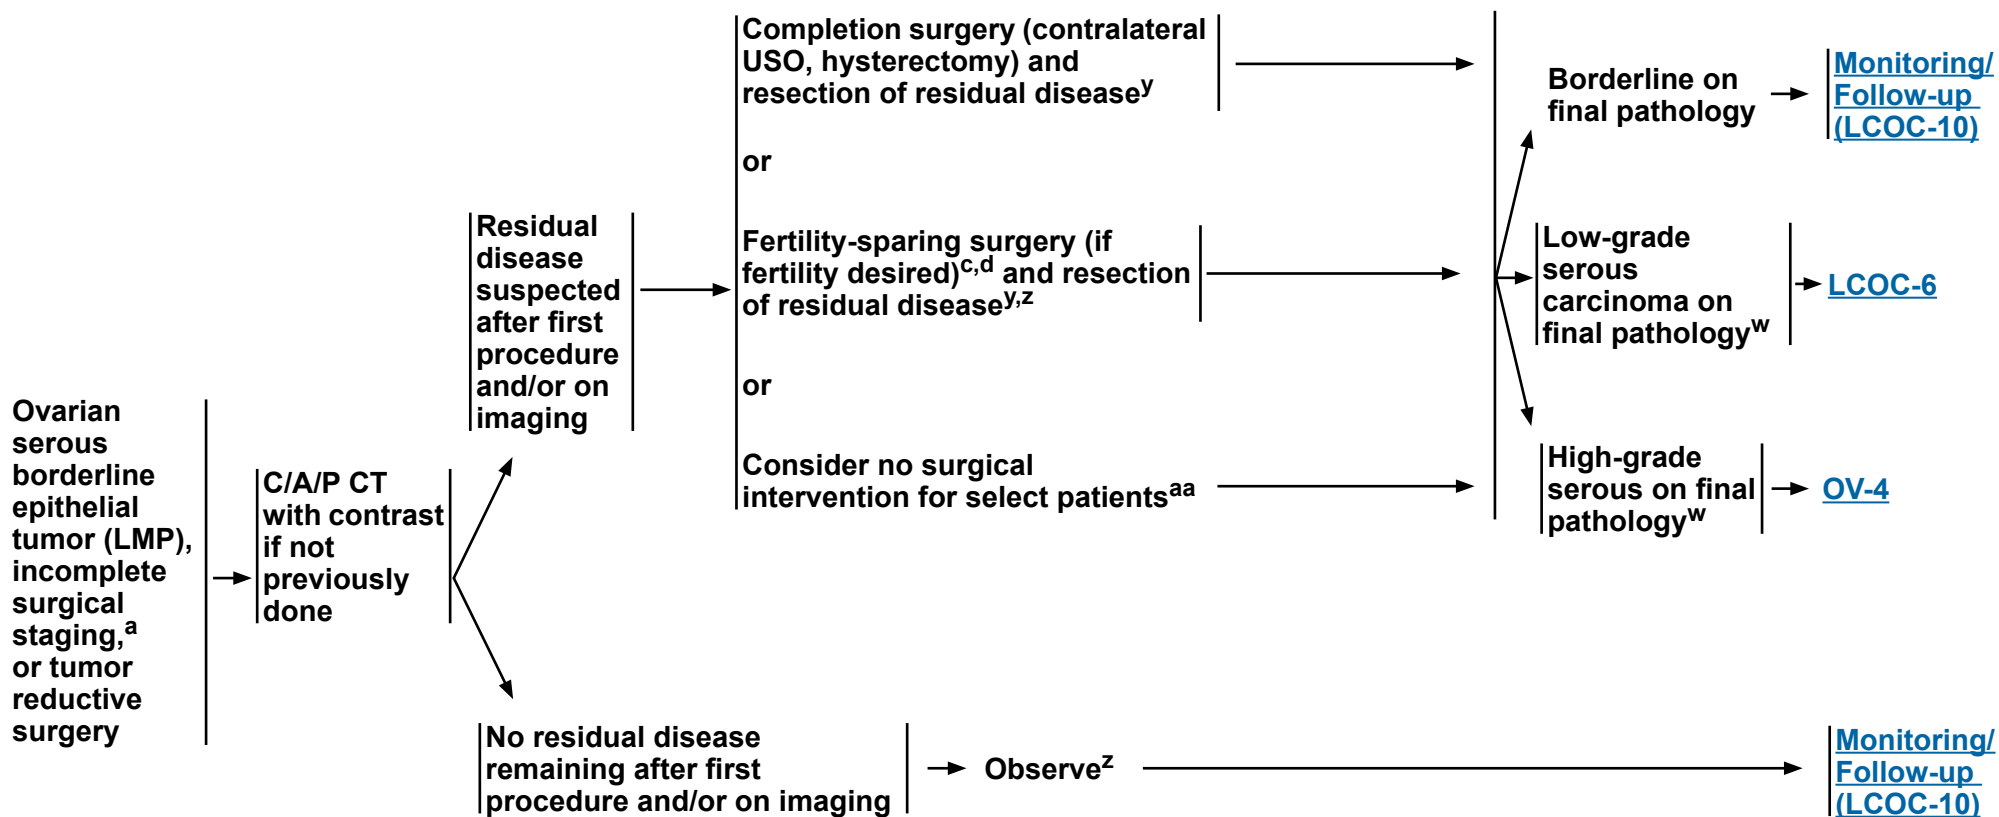 Ovarian
serous
borderline
epithelial
tumor (LMP),
incomplete
surgical
staging,a
or tumor
reductive
surgery
C/A/P CT
with contrast
if not
previously
done
Residual
disease
suspected
after first
procedure
and/or on
imaging
Completion surgery (contralateral
USO, hysterectomy) and
resection of residual diseasey
or
Fertility-sparing surgery (if
fertility desired)c,d and resection
of residual diseasey,z
or
Consider no surgical
intervention for select patientsaa
Borderline on
final pathology
Monitoring/
Follow-up
(LCOC-10)
Low-grade
serous
carcinoma on
final pathologyw
LCOC-6
High-grade
serous on final
pathologyw
OV-4
No residual disease
remaining after first
procedure and/or on imaging
Observez
Monitoring/
Follow-up
(LCOC-10)